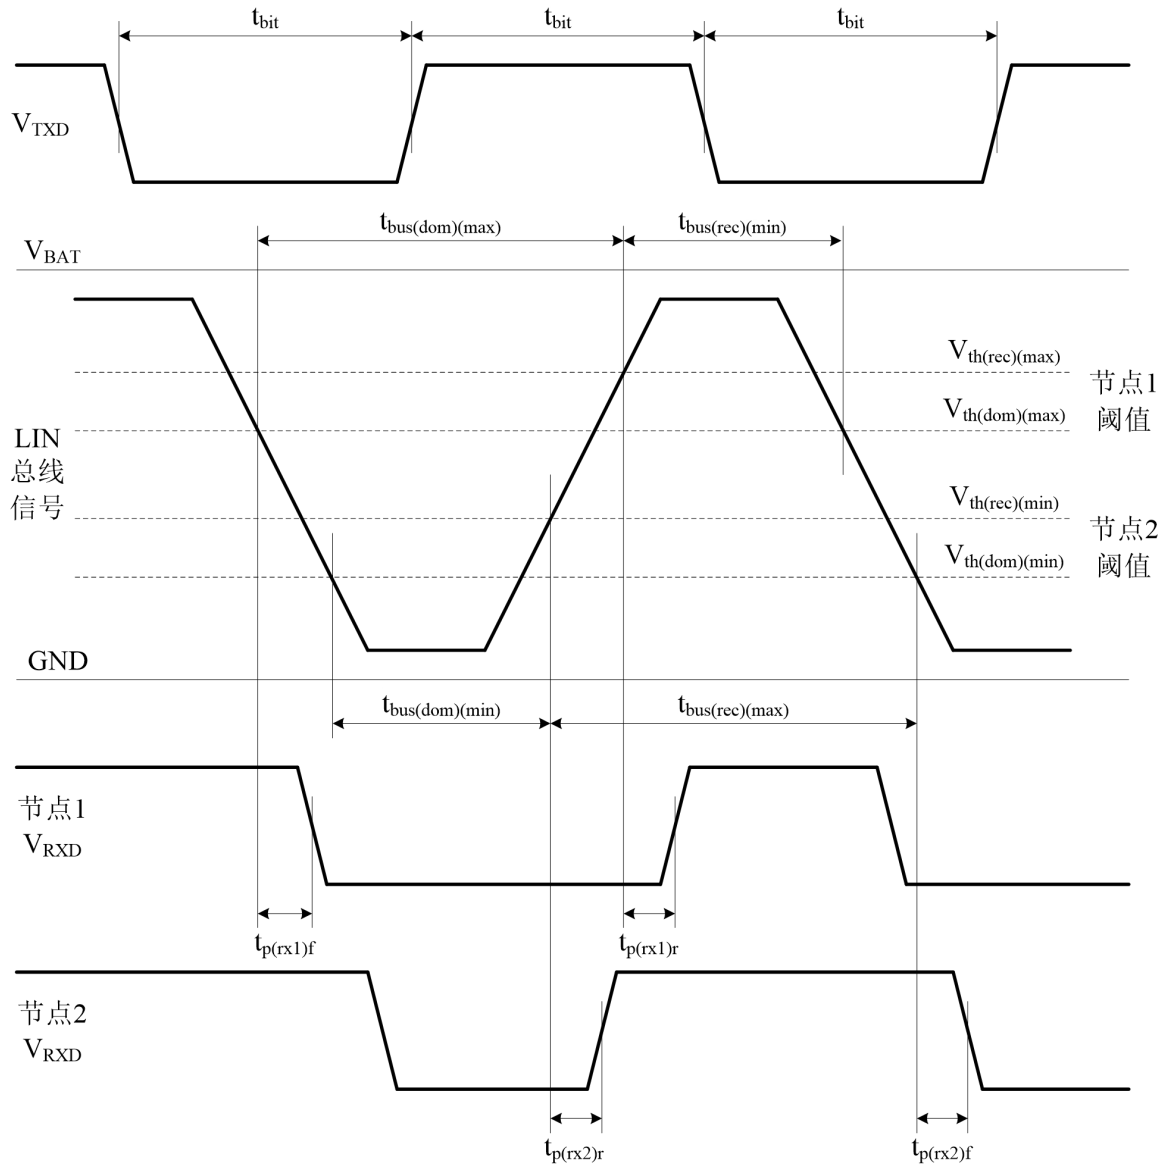 tbit tbit tbit
VTXD
tbus(dom)(max) tbus(rec)(min)
VBAT
Vth(rec)(max)
节点1
阈值
Vth(dom)(max)
LIN
总线
信号
Vth(rec)(min)
节点2
阈值
Vth(dom)(min)
GND
tbus(dom)(min) tbus(rec)(max)
节点1
VRXD
tp(rx1)f tp(rx1)r
节点2
VRXD
tp(rx2)r tp(rx2)f